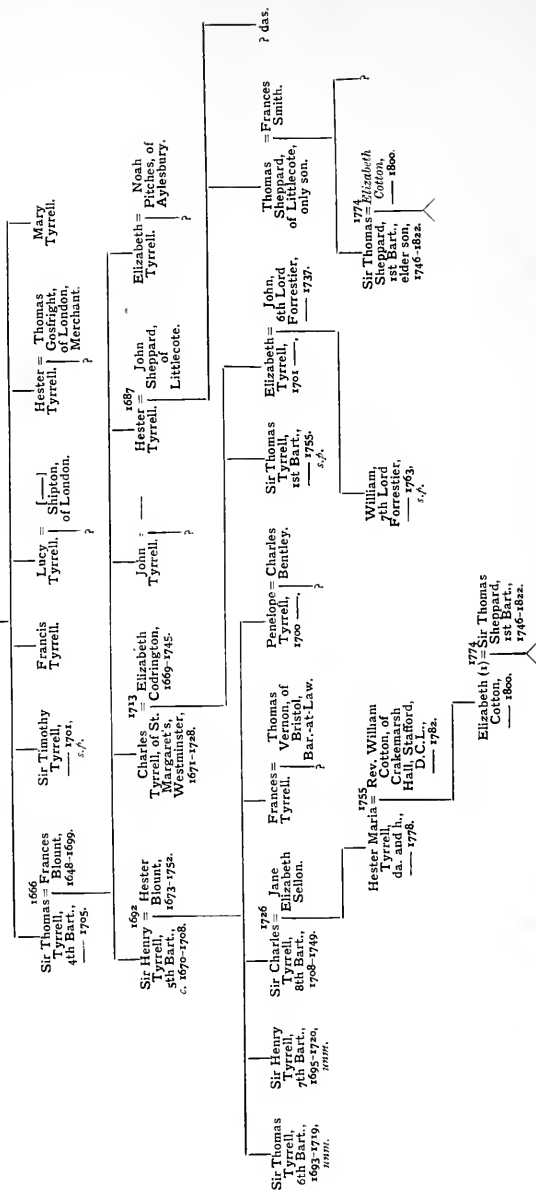 1666
Sir Thomas = Frances
Tyrrell, Blount,
4th Bart., 1648-1699.
— 1705.
Sir Timothy
Tyrrell,
— 1701,
s.p.
Francis
Tyrrell.
Lucy = [—]
Tyrrell. Shipton,
of London.
?
Hester = Thomas
Tyrrell. Gosfright,
of London,
Merchant.
?
Mary
Tyrrell.
1692
Sir Henry = Hester
Tyrrell, Blount,
5th Bart., 1673-1752.
c. 1670-1708.
1713
Charles = Elizabeth
Tyrrell, of St. Codrington,
Margaret's, 1669-1745.
Westminster,
1671-1728.
John = —
Tyrrell.
?
1687
Hester = John
Tyrrell. Sheppard,
of
Littlecote.
Elizabeth = Noah
Tyrrell. Pitches, of
Aylesbury.
?
Sir Thomas
Tyrrell,
6th Bart.,
1693-1719,
unm.
Sir Henry
Tyrrell,
7th Bart.,
1695-1720,
unm.
1726
Sir Charles = Jane
Tyrrell, Elizabeth
8th Bart., Sellon.
1708-1749.
Frances = Thomas
Tyrrell. Vernon, of
Bristol
Bar.-at-Law.
?
Penelope = Charles
Tyrrell, Bentley.
1700 —.
?
Sir Thomas
Tyrrell,
1st Bart.,
— 1755.
s.p.
Elizabeth = John,
Tyrrell, 6th Lord
1701 —, Forrestier,
— 1737.
Thomas = Frances
Sheppard, Smith.
of Littlecote,
only son.
? das.
1755
Hester Maria = Rev. William
Tyrrell, Cotton, of
da. and h., Crakemarsh
— 1778. Hall, Stafford,
D.C.L.,
— 1782.
William,
7th Lord
Forrestier,
— 1763,
s.p.
1774
Sir Thomas = Elizabeth
Sheppard, Cotton,
1st Bart., — 1800.
elder son,
1746-1822.
?
1774
Elizabeth (1) = Sir Thomas
Cotton, Sheppard,
— 1800. 1st Bart.,
1746-1822.